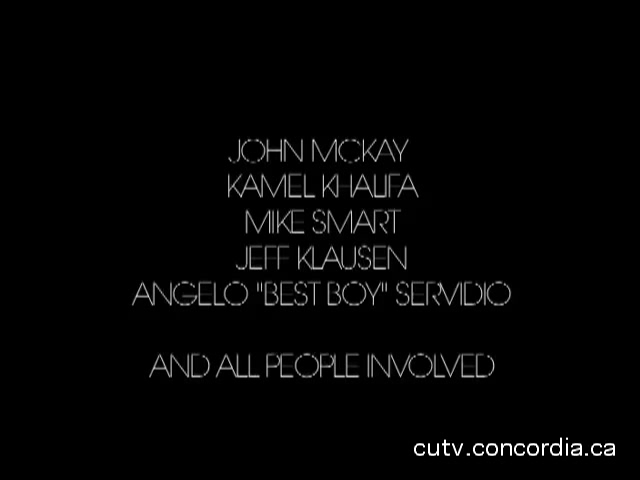 JOHN MCKAY
KAMEL KHALIFA
MIKE SMART
JEFF KLAUSEN
ANGELO "BEST BOY" SERVIDIO
AND ALL PEOPLE INVOLVED
cutv.concordia.ca